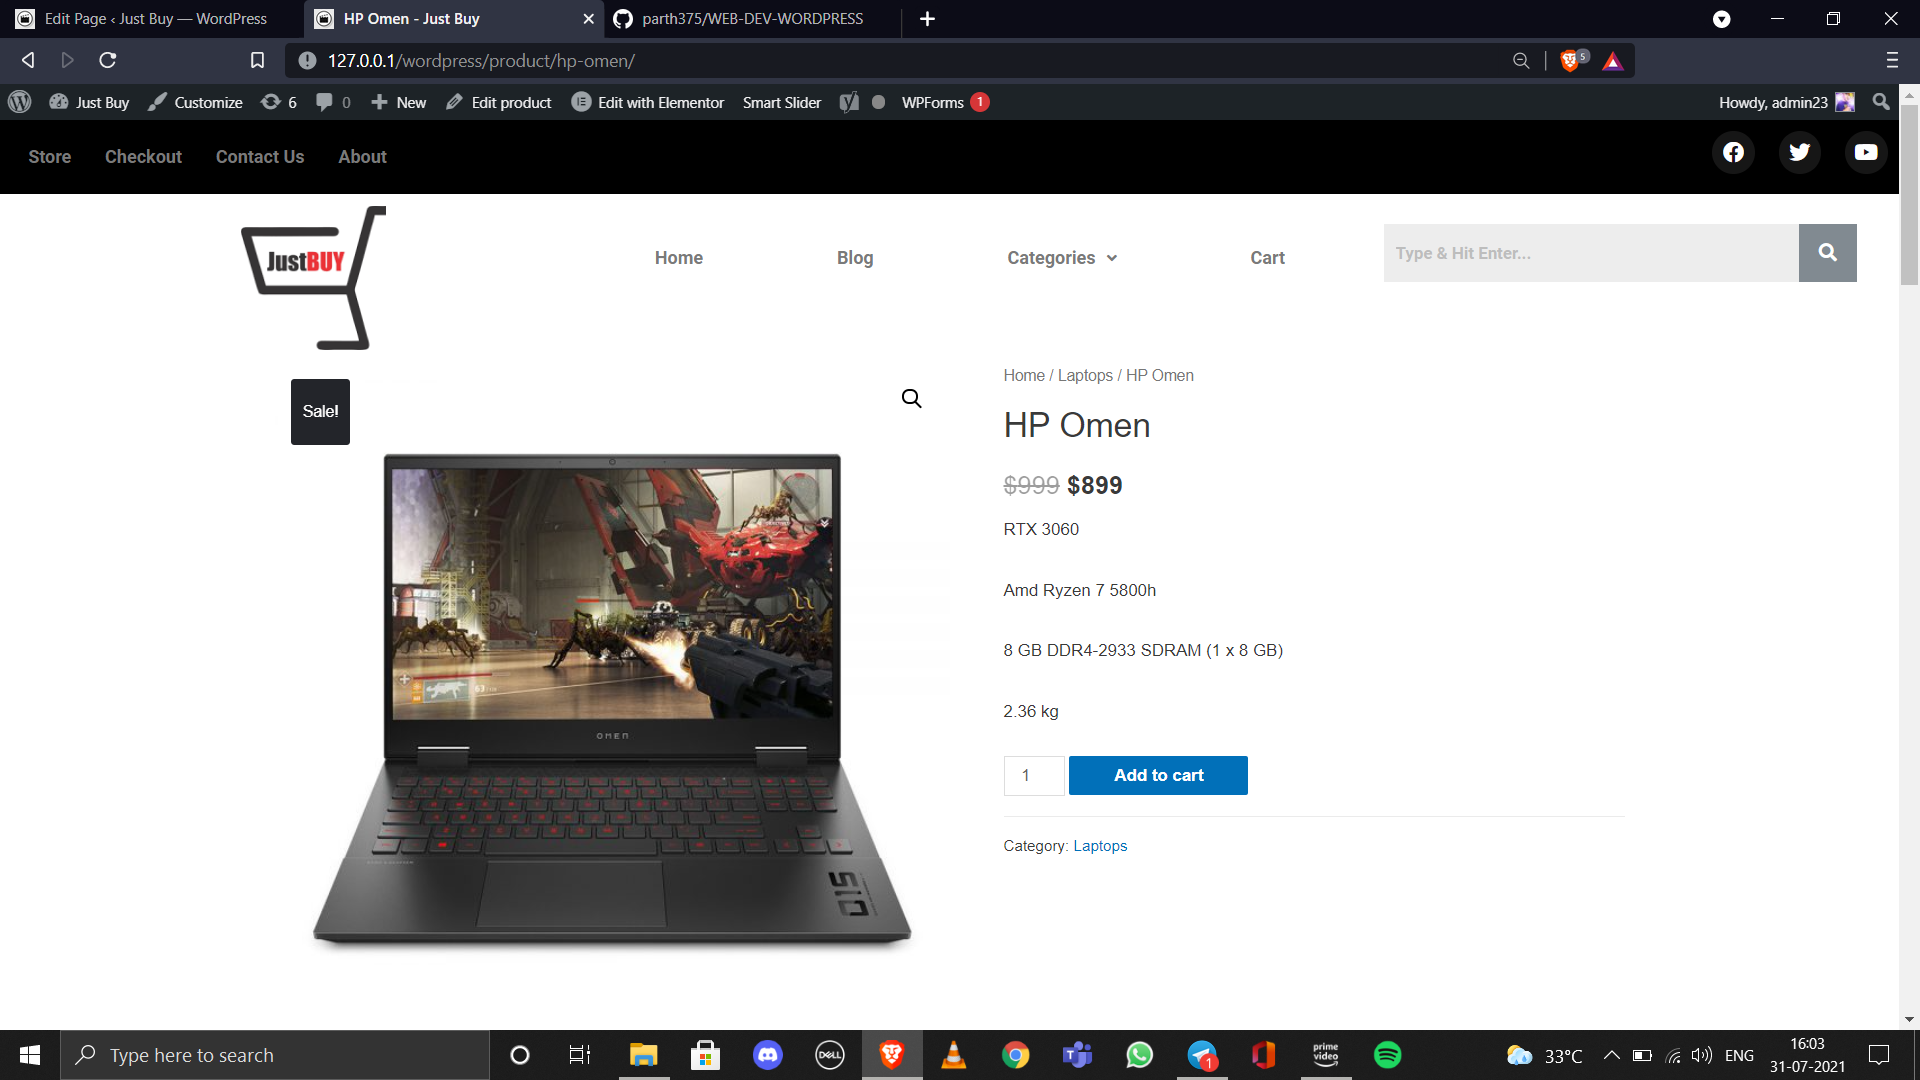 Edit Page ‹ Just Buy — WordPress
HP Omen - Just Buy
parth375/WEB-DEV-WORDPRESS
127.0.0.1/wordpress/product/hp-omen/
5
Just Buy
Customize
6
0
New
Edit product
Edit with Elementor
Smart Slider
WPForms 1
Howdy, admin23
Store
Checkout
Contact Us
About
JustBUY
Home
Blog
Categories
Cart
Type & Hit Enter...
Sale!
Home / Laptops / HP Omen
HP Omen
$999 $899
RTX 3060
Amd Ryzen 7 5800h
8 GB DDR4-2933 SDRAM (1 x 8 GB)
2.36 kg
1
Add to cart
Category: Laptops
OMEN
Type here to search
DELL
T
1
prime
video
33°C
ENG
16:03
31-07-2021